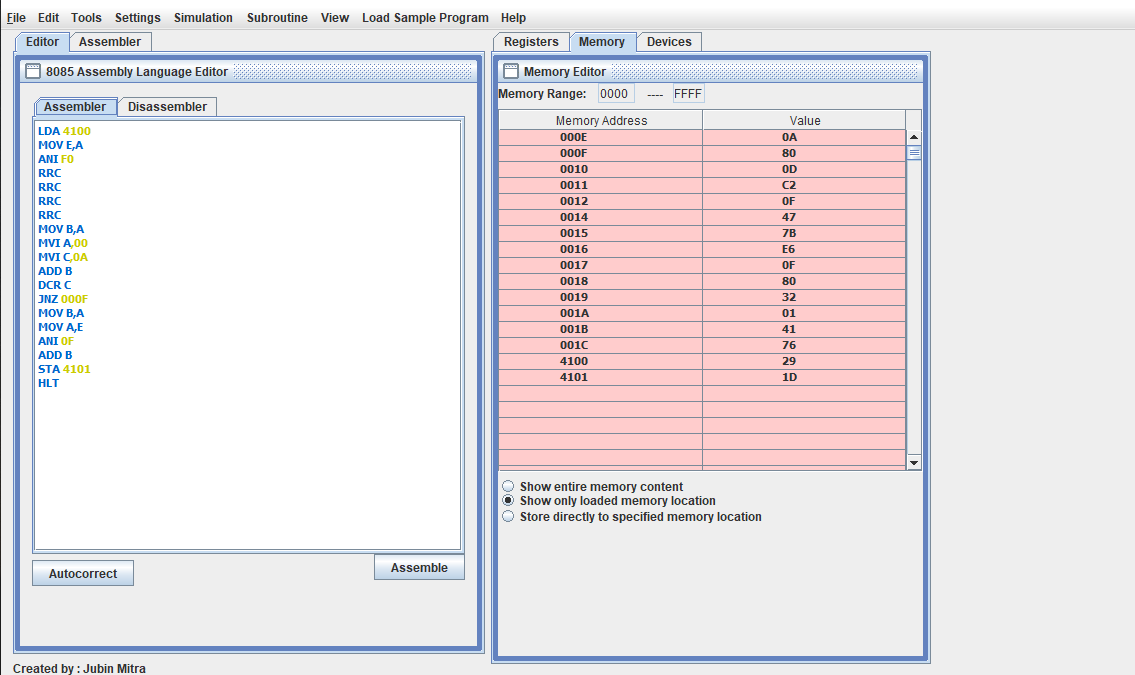 File Edit Tools Settings Simulation Subroutine View Load Sample Program Help
Editor Assembler
8085 Assembly Language Editor
Assembler Disassembler
LDA 4100
MOV E,A
ANI F0
RRC
RRC
RRC
RRC
MOV B,A
MVI A,00
MVI C,0A
ADD B
DCR C
JNZ 000F
MOV B,A
MOV A,E
ANI 0F
ADD B
STA 4101
HLT
Autocorrect Assemble
Created by : Jubin Mitra
Registers Memory Devices
Memory Editor
Memory Range: 0000 ---- FFFF
Memory Address Value
000E 0A
000F 80
0010 0D
0011 C2
0012 0F
0014 47
0015 7B
0016 E6
0017 0F
0018 80
0019 32
001A 01
001B 41
001C 76
4100 29
4101 1D
Show entire memory content
Show only loaded memory location
Store directly to specified memory location